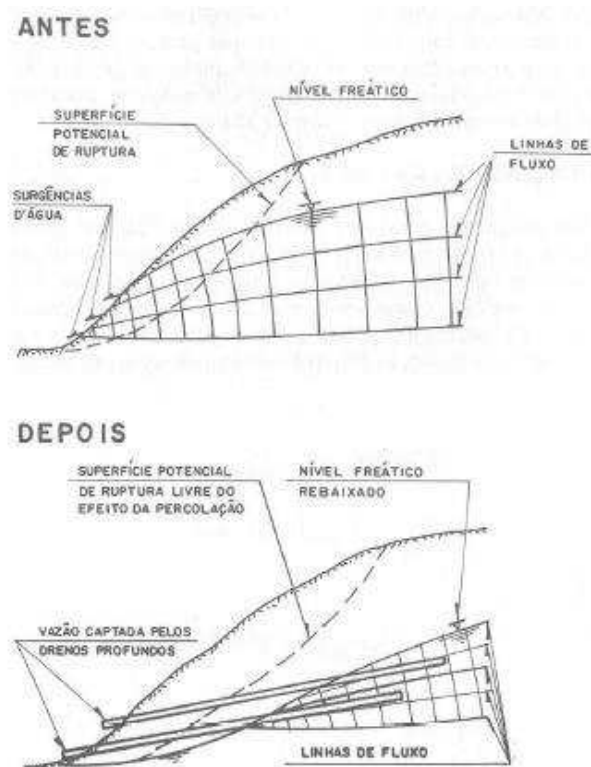 ANTES
NÍVEL FREÁTICO
SUPERFÍCIE
POTENCIAL
DE RUPTURA
LINHAS DE
FLUXO
SURGÊNCIAS
D'ÁGUA
DEPOIS
SUPERFÍCIE POTENCIAL
DE RUPTURA LIVRE DO
EFEITO DA PERCOLAÇÃO
NÍVEL FREÁTICO
REBAIXADO
VAZÃO CAPTADA PELOS
DRENOS PROFUNDOS
LINHAS DE FLUXO